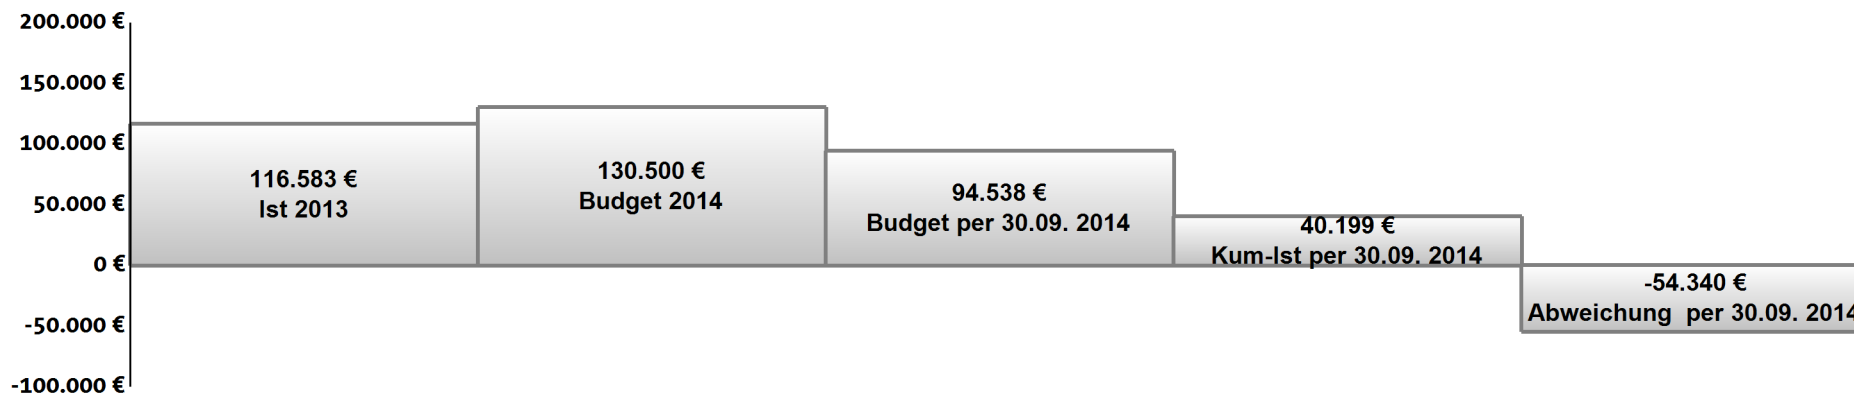 200.000 €
150.000 €
100.000 €
50.000 €
0 €
-50.000 €
-100.000 €
116.583 €
Ist 2013
130.500 €
Budget 2014
94.538 €
Budget per 30.09. 2014
40.199 €
Kum-Ist per 30.09. 2014
-54.340 €
Abweichung  per 30.09. 2014